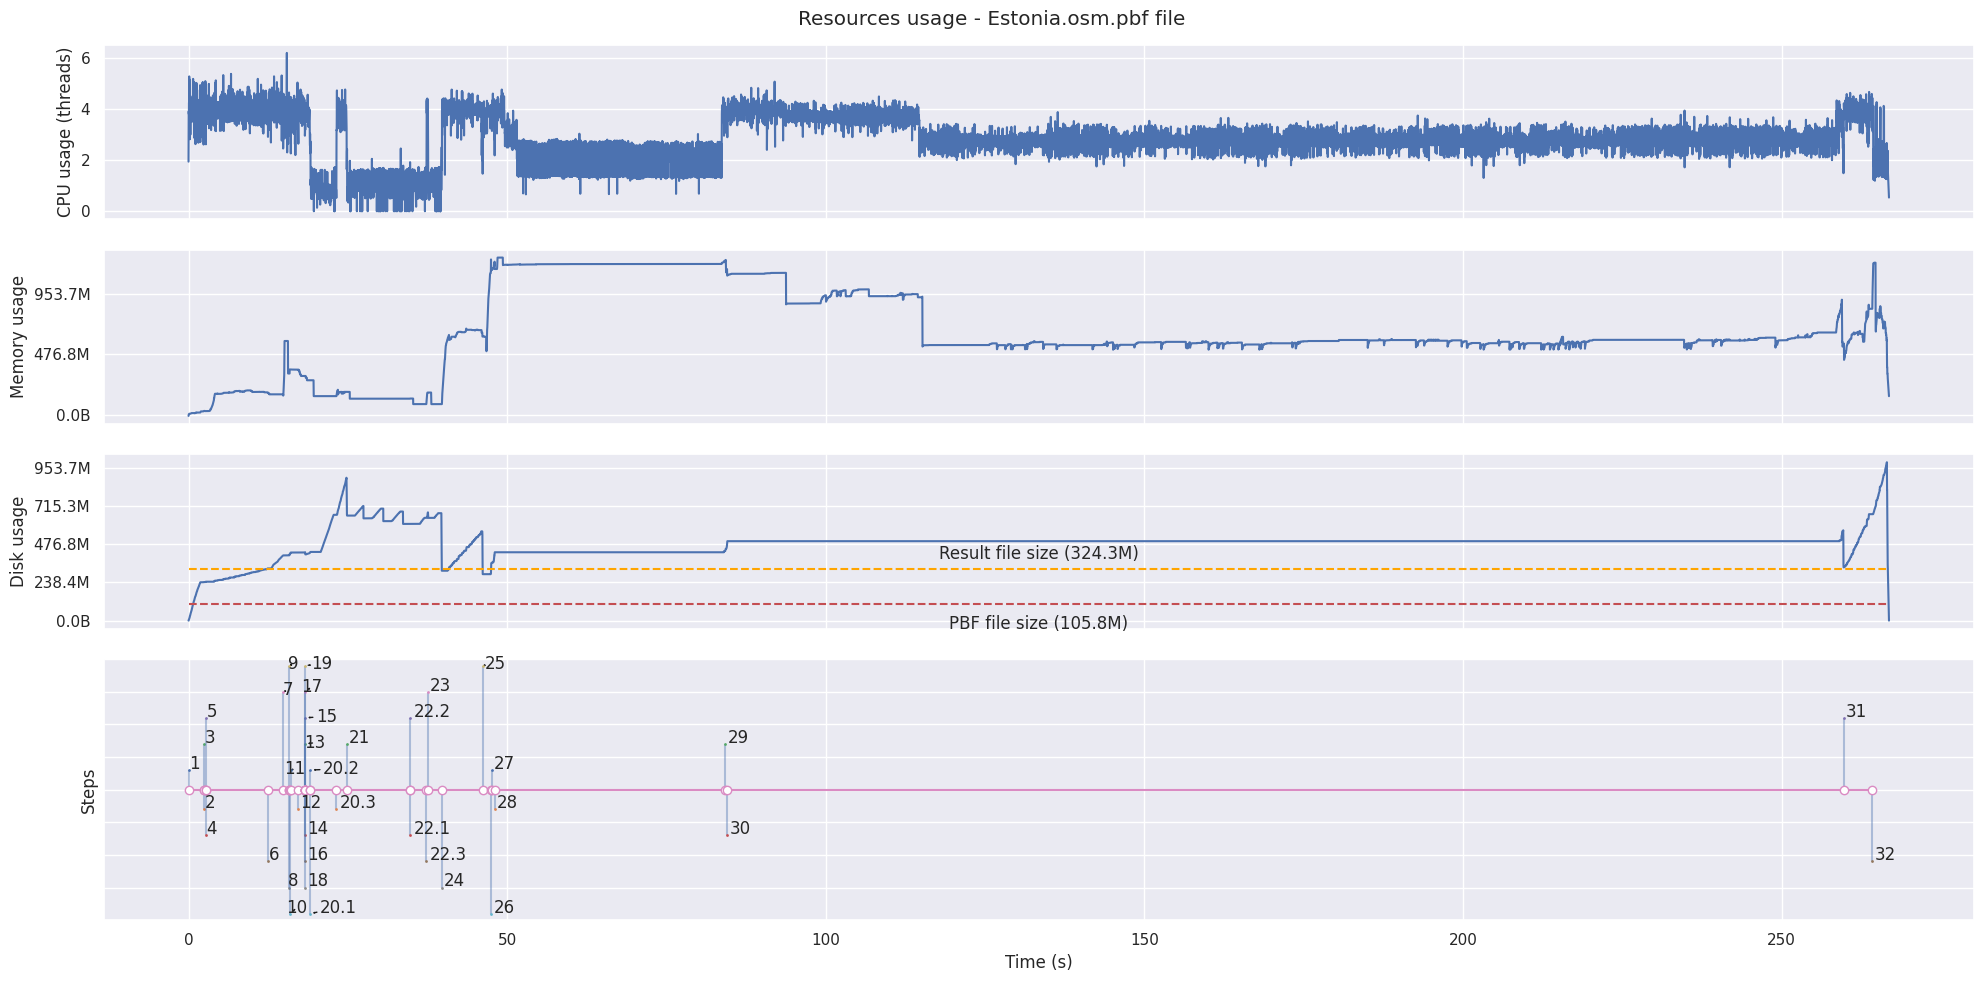 Resources usage - Estonia.osm.pbf file
CPU usage (threads)
6
4
2
0
Memory usage
953.7M
476.8M
0.0B
Disk usage
953.7M
715.3M
476.8M
238.4M
0.0B
Result file size (324.3M)
PBF file size (105.8M)
Steps
9
19
25
7
17
23
5
15
22.2
31
3
13
21
29
1
11
20.2
27
2
12
20.3
28
4
14
22.1
30
6
16
22.3
32
8
18
24
10
20.1
26
0
50
100
150
200
250
Time (s)